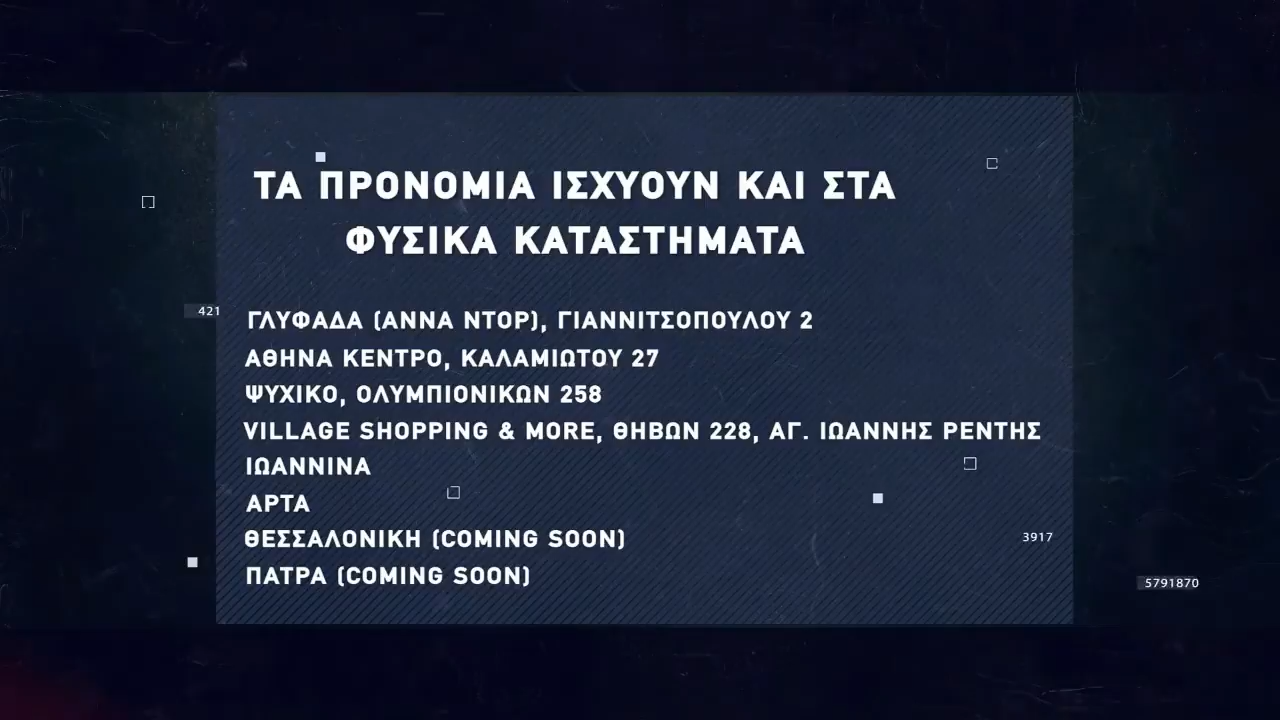 ΤΑ ΠΡΟΝΟΜΙΑ ΙΣΧΥΟΥΝ ΚΑΙ ΣΤΑ
ΦΥΣΙΚΑ ΚΑΤΑΣΤΗΜΑΤΑ
421
ΓΛΥΦΑΔΑ (ΑΝΝΑ ΝΤΟΡ), ΓΙΑΝΝΙΤΣΟΠΟΥΛΟΥ 2
ΑΘΗΝΑ ΚΕΝΤΡΟ, ΚΑΛΑΜΙΩΤΟΥ 27
ΨΥΧΙΚΟ, ΟΛΥΜΠΙΟΝΙΚΩΝ 258
VILLAGE SHOPPING & MORE, ΘΗΒΩΝ 228, ΑΓ. ΙΩΑΝΝΗΣ ΡΕΝΤΗΣ
ΙΩΑΝΝΙΝΑ
ΑΡΤΑ
ΘΕΣΣΑΛΟΝΙΚΗ (COMING SOON)
3917
ΠΑΤΡΑ (COMING SOON)
5791870